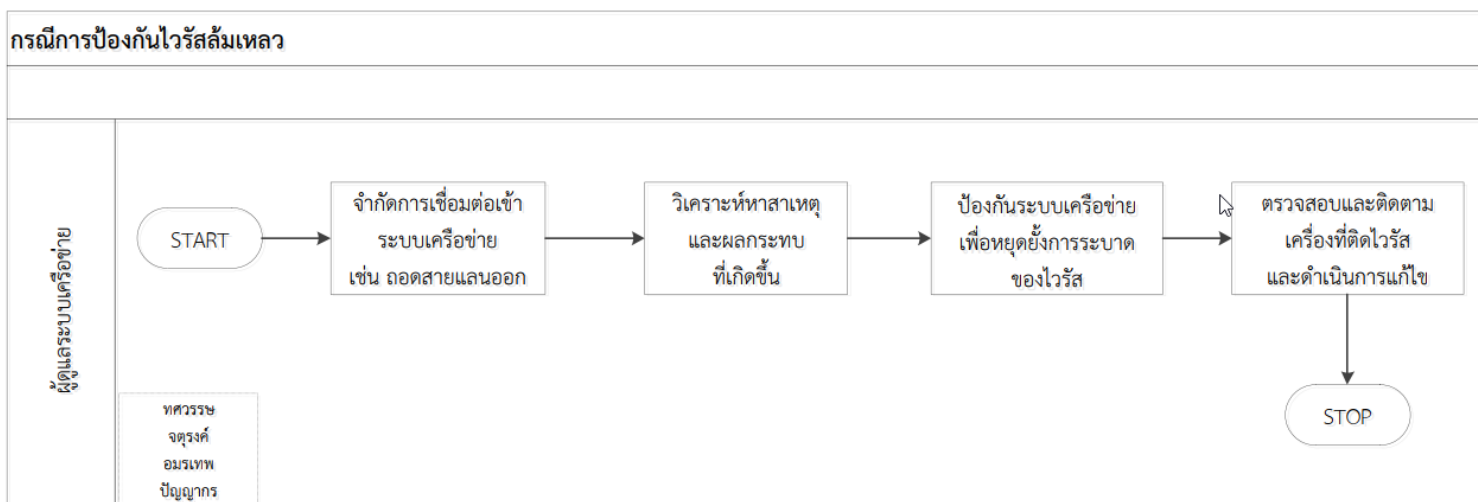 กรณีการป้องกันไวรัสล้มเหลว
ผู้ดูแลระบบเครือข่าย
START
จำกัดการเชื่อมต่อเข้า
ระบบเครือข่าย
เช่น ถอดสายแลนออก
วิเคราะห์หาสาเหตุ
และผลกระทบ
ที่เกิดขึ้น
ป้องกันระบบเครือข่าย
เพื่อหยุดยั้งการระบาด
ของไวรัส
ตรวจสอบและติดตาม
เครื่องที่ติดไวรัส
และดำเนินการแก้ไข
STOP
ทศวรรษ
จตุรงค์
อมรเทพ
ปัญญากร